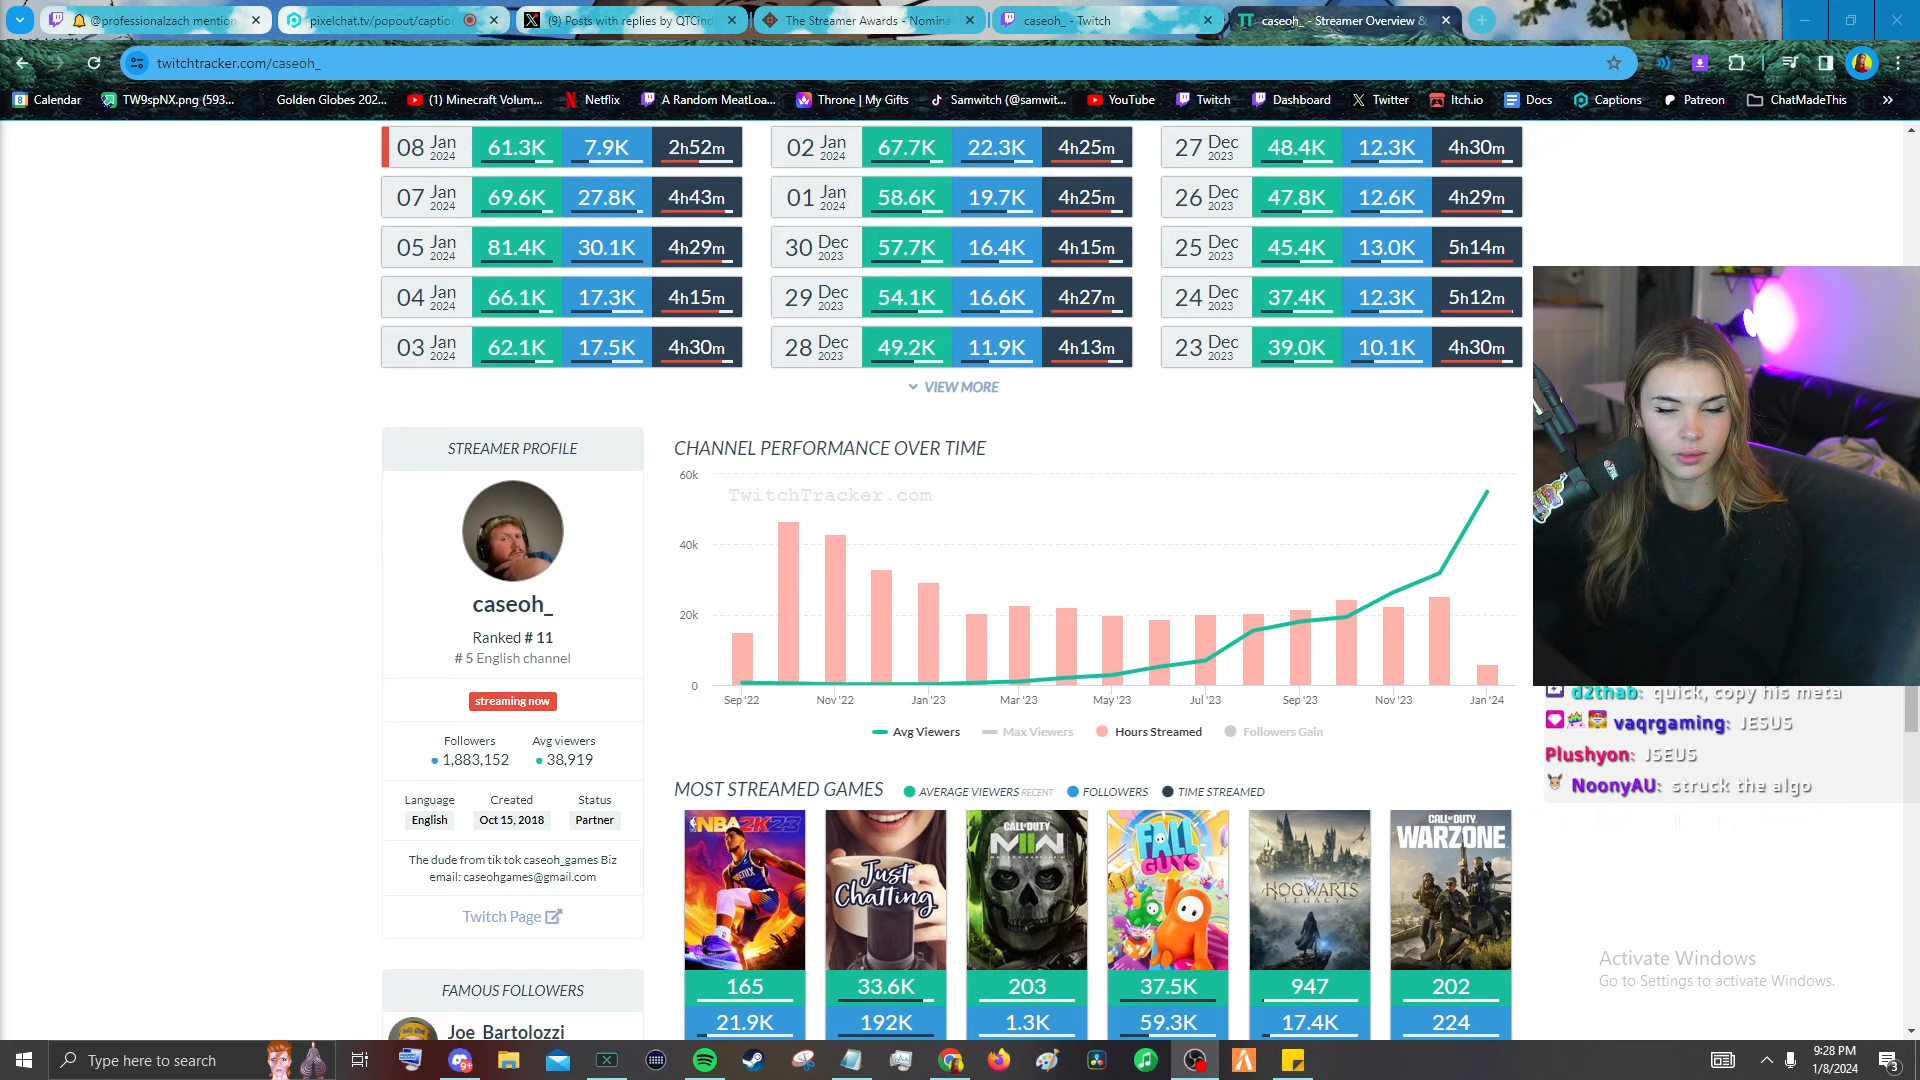 @professionalzach mention
pixelchat.tv/popout/captio
(9) Posts with replies by QTCind
The Streamer Awards - Nomina
caseoh_ - Twitch
caseoh_ - Streamer Overview &
twitchtracker.com/caseoh_
Calendar
TW9spNX.png (593...
Golden Globes 202...
(1) Minecraft Volum...
Netflix
A Random MeatLoa...
Throne | My Gifts
Samwitch (@samwit...
YouTube
Twitch
Dashboard
Twitter
Itch.io
Docs
Captions
Patreon
ChatMadeThis
08 Jan 2024 61.3K 7.9K 2h52m
02 Jan 2024 67.7K 22.3K 4h25m
27 Dec 2023 48.4K 12.3K 4h30m
07 Jan 2024 69.6K 27.8K 4h43m
01 Jan 2024 58.6K 19.7K 4h25m
26 Dec 2023 47.8K 12.6K 4h29m
05 Jan 2024 81.4K 30.1K 4h29m
30 Dec 2023 57.7K 16.4K 4h15m
25 Dec 2023 45.4K 13.0K 5h14m
04 Jan 2024 66.1K 17.3K 4h15m
29 Dec 2023 54.1K 16.6K 4h27m
24 Dec 2023 37.4K 12.3K 5h12m
03 Jan 2024 62.1K 17.5K 4h30m
28 Dec 2023 49.2K 11.9K 4h13m
23 Dec 2023 39.0K 10.1K 4h30m
VIEW MORE
STREAMER PROFILE
caseoh_
Ranked # 11
# 5 English channel
streaming now
Followers Avg viewers
1,883,152 38,919
Language Created Status
English Oct 15, 2018 Partner
The dude from tik tok caseoh_games Biz
email: caseohgames@gmail.com
Twitch Page
FAMOUS FOLLOWERS
Joe Bartolozzi
CHANNEL PERFORMANCE OVER TIME
TwitchTracker.com
60k
40k
20k
0
Sep '22 Nov '22 Jan '23 Mar '23 May '23 Jul '23 Sep '23 Nov '23 Jan '24
Avg Viewers Max Viewers Hours Streamed Followers Gain
MOST STREAMED GAMES AVERAGE VIEWERS RECENT FOLLOWERS TIME STREAMED
NBA 2K23
Just Chatting
CALL OF DUTY MWII
FALL GUYS
HOGWARTS LEGACY
CALL OF DUTY WARZONE
165 33.6K 203 37.5K 947 202
21.9K 192K 1.3K 59.3K 17.4K 224
d2thab: quick, copy his meta
vaqrgaming: JESUS
Plushyon: JSEUS
NoonyAU: struck the algo
Activate Windows
Go to Settings to activate Windows.
Type here to search
9+
9:28 PM
1/8/2024
3